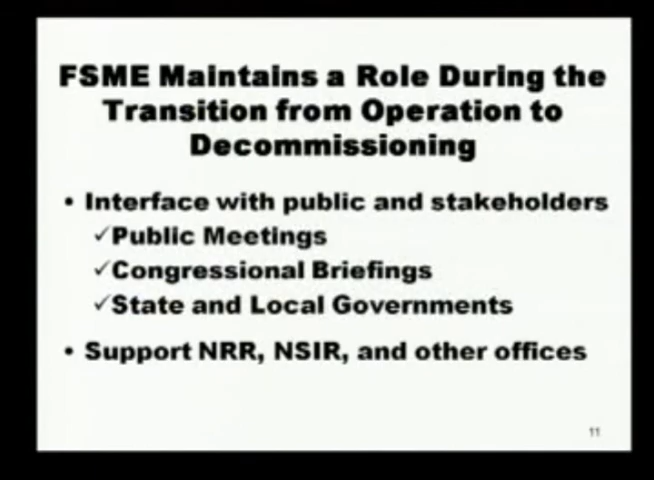 FSME Maintains a Role During the
Transition from Operation to
Decommissioning
• Interface with public and stakeholders
✓Public Meetings
✓Congressional Briefings
✓State and Local Governments
• Support NRR, NSIR, and other offices
11